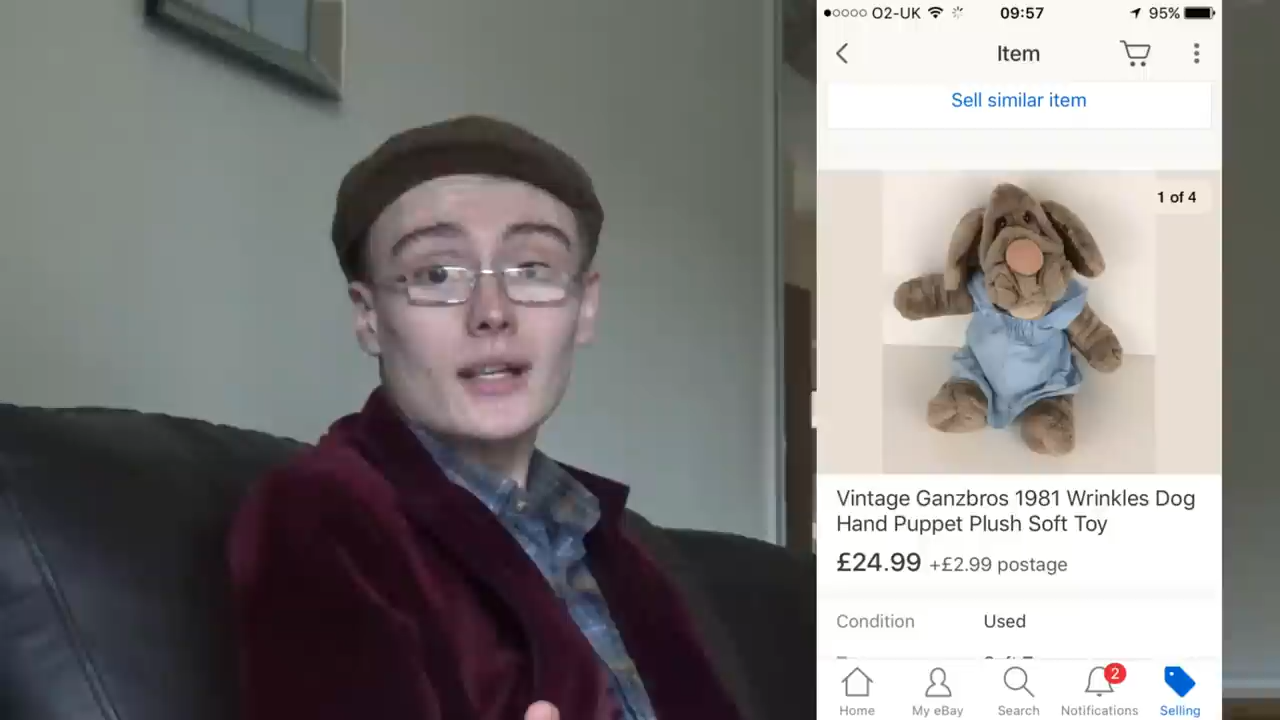 O2-UK 09:57 95%
Item
Sell similar item
1 of 4
Vintage Ganzbros 1981 Wrinkles Dog
Hand Puppet Plush Soft Toy
£24.99 +£2.99 postage
Condition Used
Home My eBay Search Notifications 2 Selling